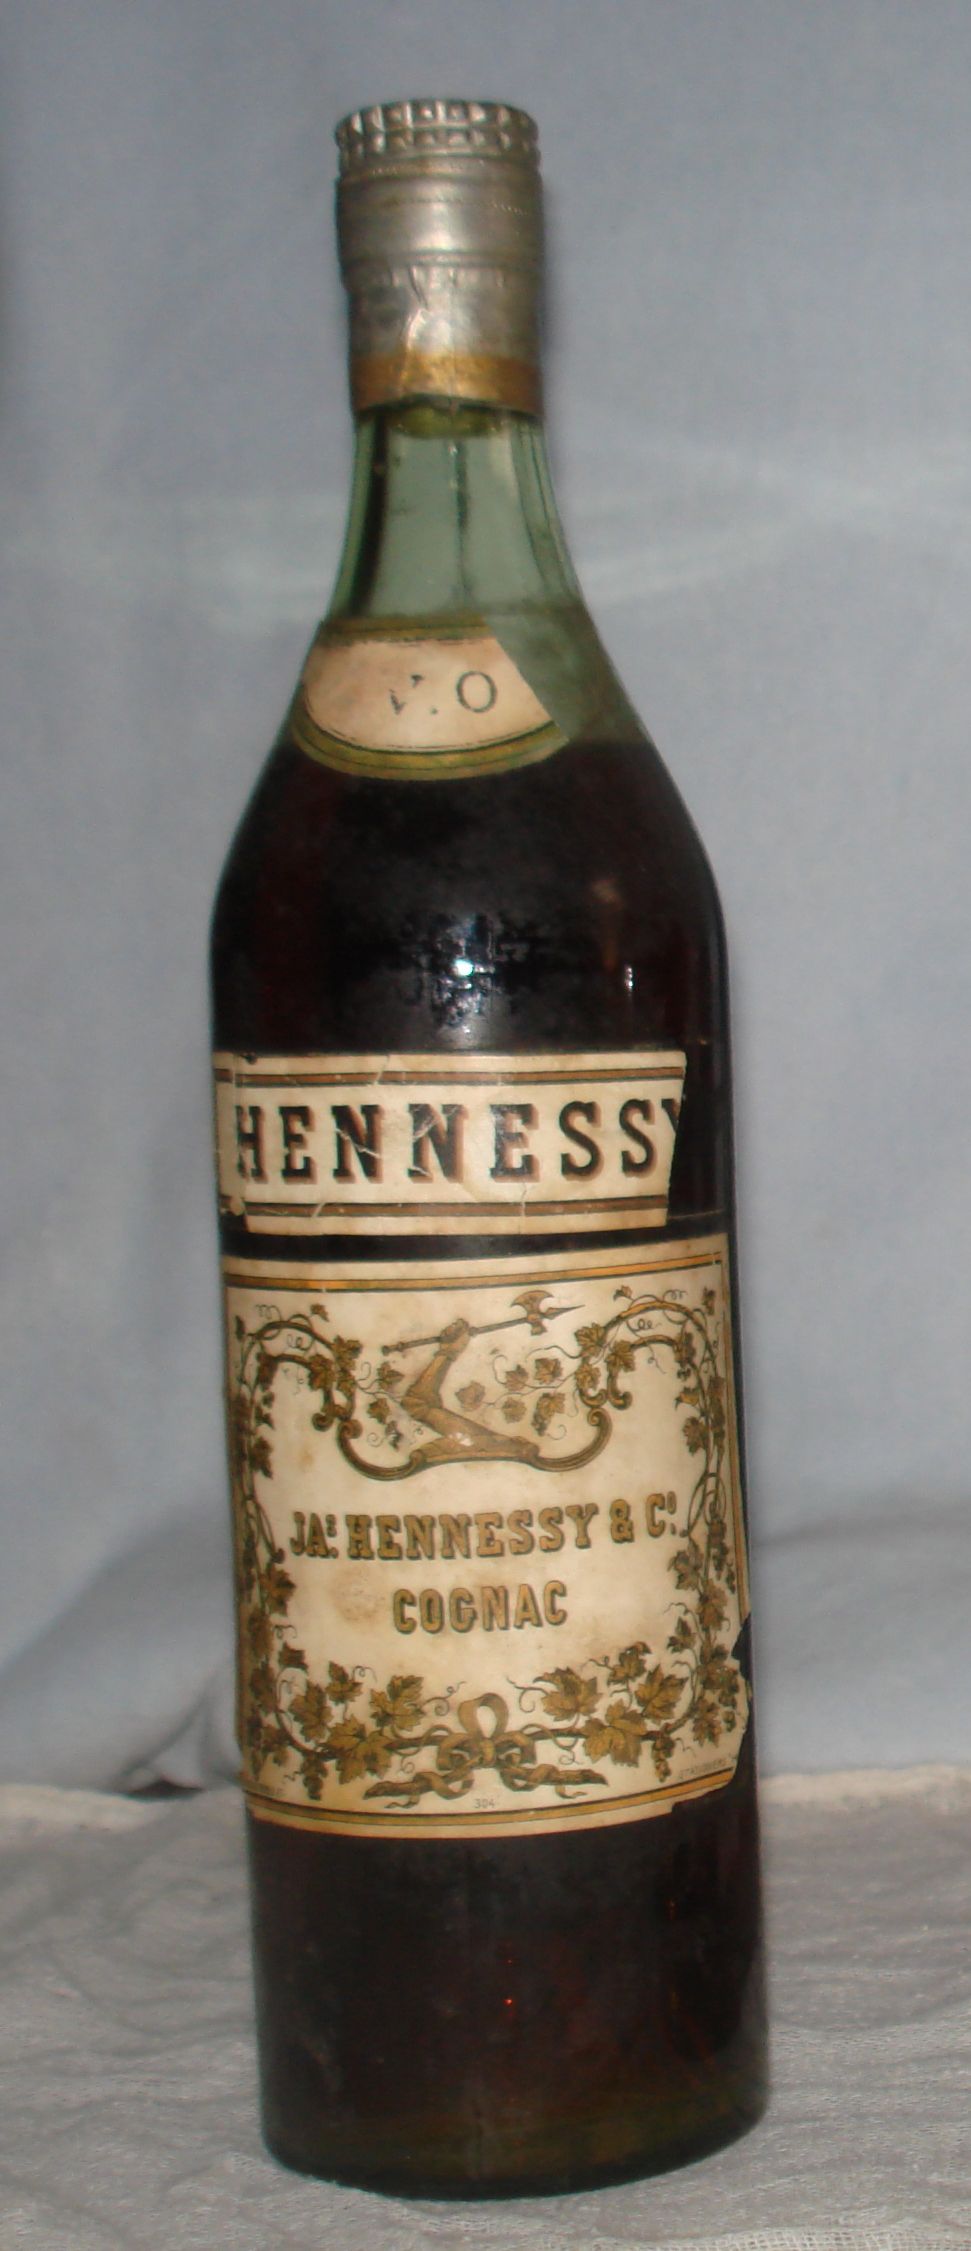 V.O
HENNESSY
JAS. HENNESSY & Cº.
COGNAC
304